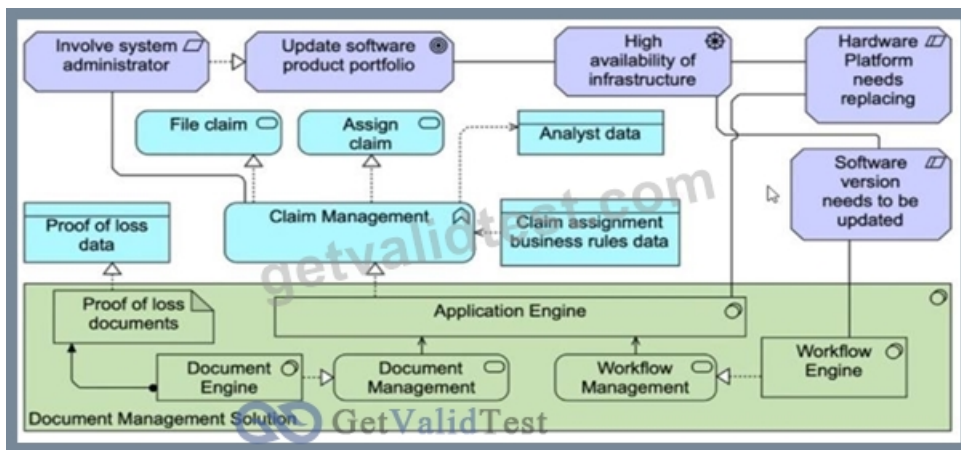 Involve system
administrator
Update software
product portfolio
High
availability of
infrastructure
Hardware
Platform
needs
replacing
File claim
Assign
claim
Analyst data
Software
version
needs to be
updated
Proof of loss
data
Claim Management
Claim assignment
business rules data
getvalidtest.com
Proof of loss
documents
Application Engine
Document
Engine
Document
Management
Workflow
Management
Workflow
Engine
Document Management Solution
GetValidTest